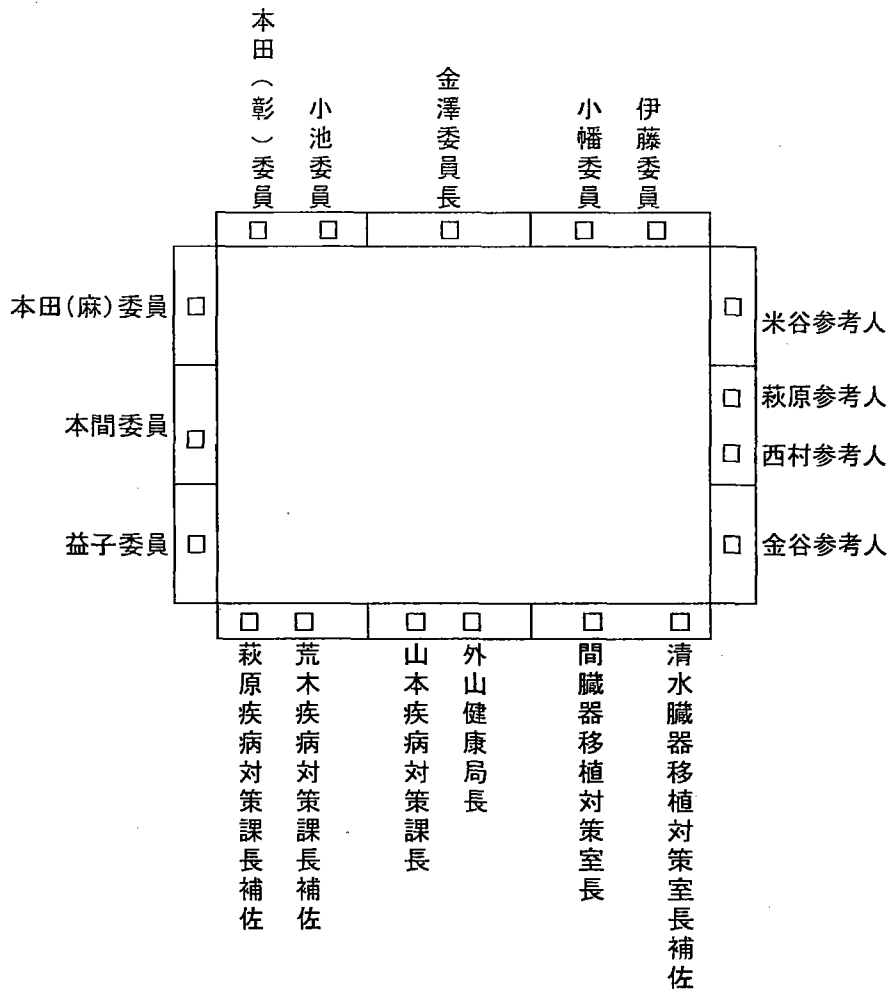 本田(彰)委員
小池委員
金澤委員長
小幡委員
伊藤委員
本田(麻)委員
本間委員
益子委員
米谷参考人
萩原参考人
西村参考人
金谷参考人
萩原疾病対策課長補佐
荒木疾病対策課長補佐
山本疾病対策課長
外山健康局長
間臓器移植対策室長
清水臓器移植対策室長補佐